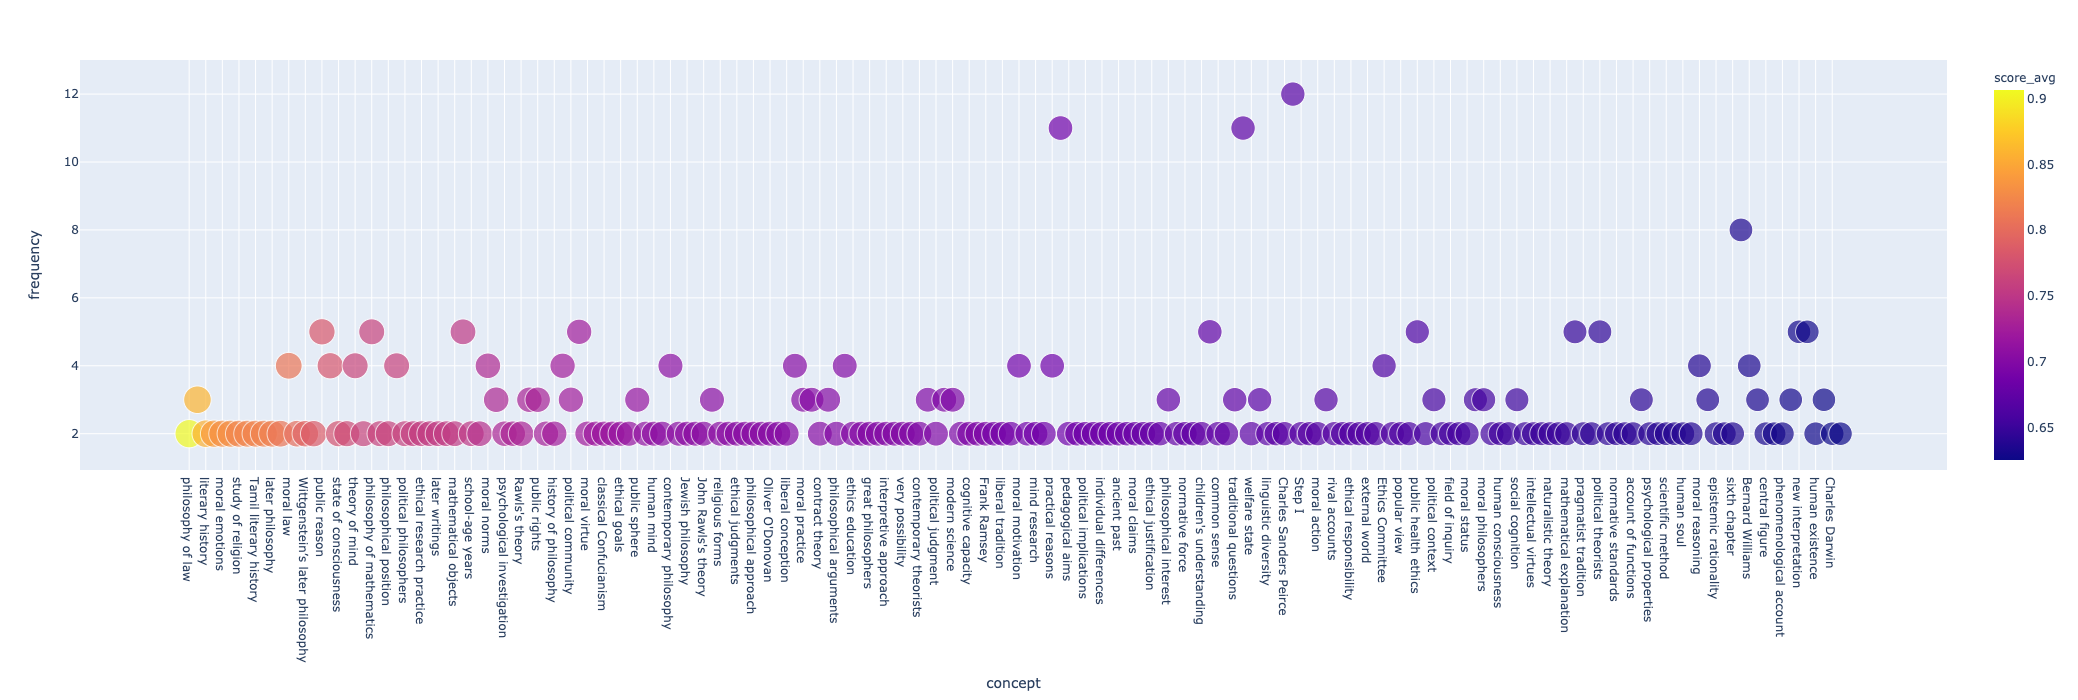 score_avg
0.9
0.85
0.8
0.75
0.7
0.65
frequency
12
10
8
6
4
2
philosophy of law
literary history
moral emotions
study of religion
Tamil literary history
later philosophy
moral law
Wittgenstein's later philosophy
public reason
state of consciousness
theory of mind
philosophy of mathematics
philosophical position
political philosophers
ethical research practice
later writings
mathematical objects
school-age years
moral norms
psychological investigation
Rawls's theory
public rights
history of philosophy
political community
moral virtue
classical Confucianism
ethical goals
public sphere
human mind
contemporary philosophy
Jewish philosophy
John Rawls's theory
religious forms
ethical judgments
philosophical approach
Oliver O'Donovan
liberal conception
moral practice
contract theory
philosophical arguments
ethics education
great philosophers
interpretive approach
very possibility
contemporary theorists
political judgment
modern science
cognitive capacity
Frank Ramsey
liberal tradition
moral motivation
mind research
practical reasons
pedagogical aims
political implications
individual differences
ancient past
moral claims
ethical justification
philosophical interest
normative force
children's understanding
common sense
traditional questions
welfare state
linguistic diversity
Charles Sanders Peirce
Step I
moral action
rival accounts
ethical responsibility
external world
Ethics Committee
popular view
public health ethics
political context
field of inquiry
moral status
moral philosophers
human consciousness
social cognition
intellectual virtues
naturalistic theory
mathematical explanation
pragmatist tradition
political theorists
normative standards
account of functions
psychological properties
scientific method
human soul
moral reasoning
epistemic rationality
sixth chapter
Bernard Williams
central figure
phenomenological account
new interpretation
human existence
Charles Darwin
concept